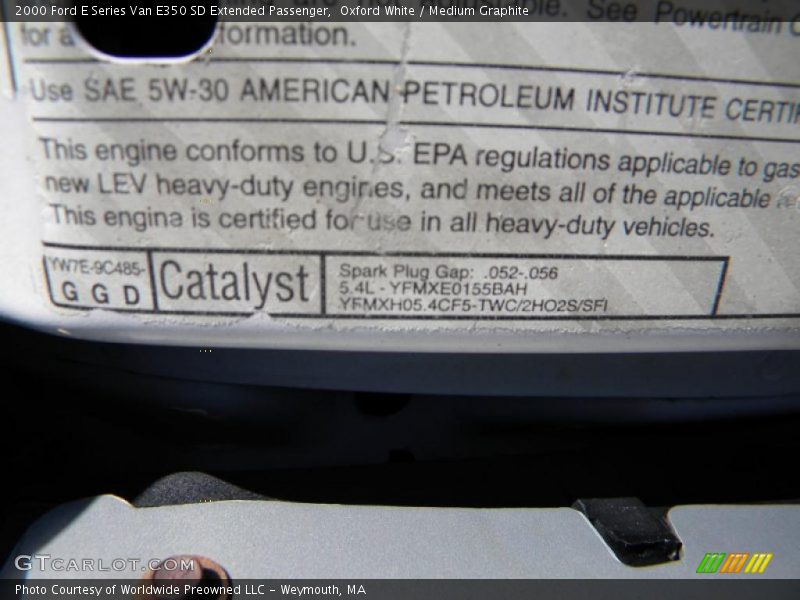 2000 Ford E Series Van E350 SD Extended Passenger, Oxford White / Medium Graphite
See Powertrain
for formation.
Use SAE 5W-30 AMERICAN PETROLEUM INSTITUTE CERTIF
This engine conforms to U.S. EPA regulations applicable to gas
new LEV heavy-duty engines, and meets all of the applicable
This engine is certified for use in all heavy-duty vehicles.
YW7E-9C485-
G G D
Catalyst
Spark Plug Gap: .052-.056
5.4L - YFMXE0155BAH
YFMXH05.4CF5-TWC/2HO2S/SFI
GTcarlot.com
Photo Courtesy of Worldwide Preowned LLC - Weymouth, MA